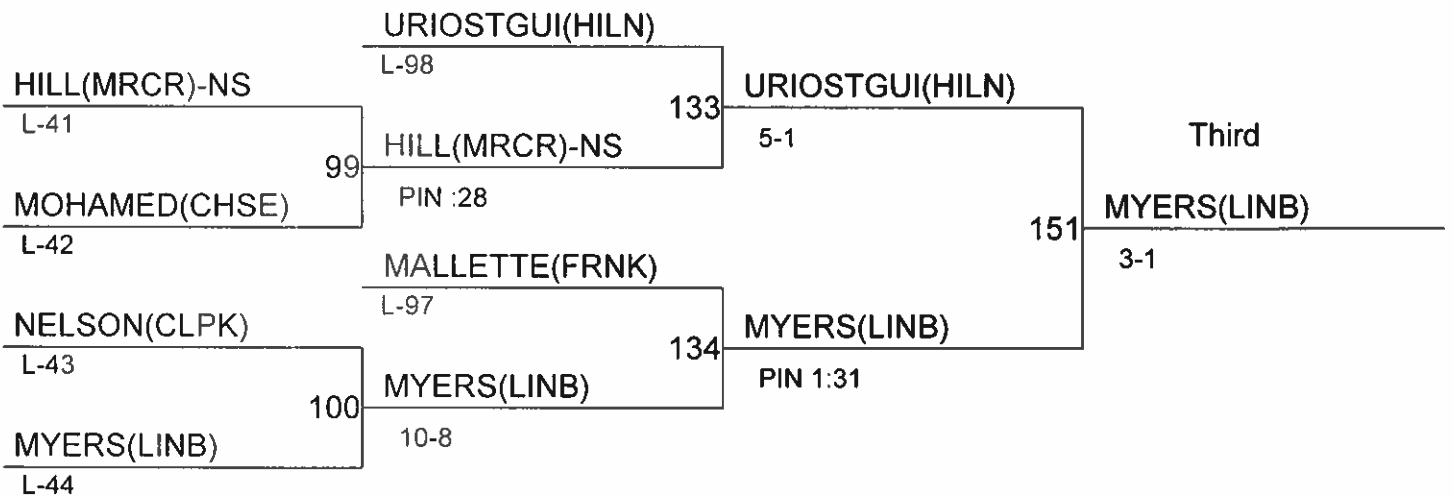 URIOSTGUI(HILN)
L-98
HILL(MRCR)-NS
L-41
133
URIOSTGUI(HILN)
5-1
Third
99
HILL(MRCR)-NS
PIN :28
MOHAMED(CHSE)
L-42
151
MYERS(LINB)
3-1
MALLETTE(FRNK)
L-97
NELSON(CLPK)
L-43
134
MYERS(LINB)
PIN 1:31
100
MYERS(LINB)
10-8
MYERS(LINB)
L-44